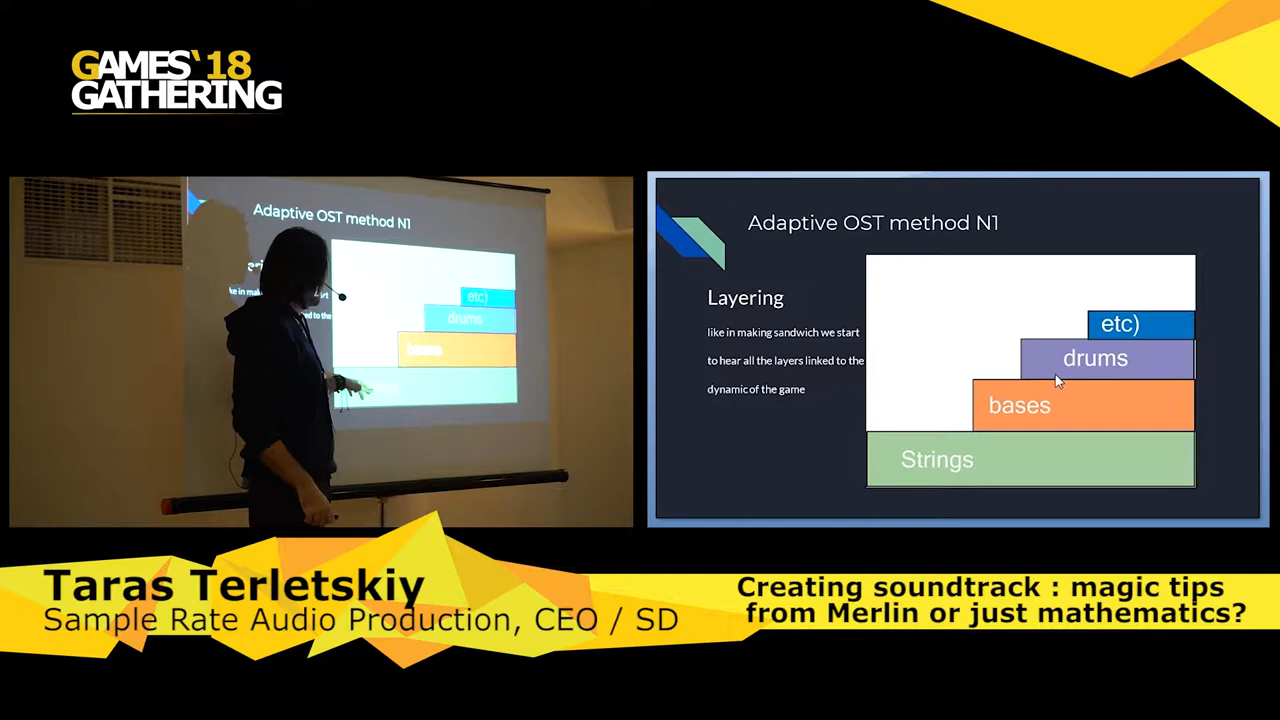 GAMES'18
GATHERING
Adaptive OST method N1
etc)
drums
bases
Adaptive OST method N1
Layering
like in making sandwich we start
to hear all the layers linked to the
dynamic of the game
etc)
drums
bases
Strings
Taras Terletskiy
Sample Rate Audio Production, CEO / SD
Creating soundtrack : magic tips
from Merlin or just mathematics?